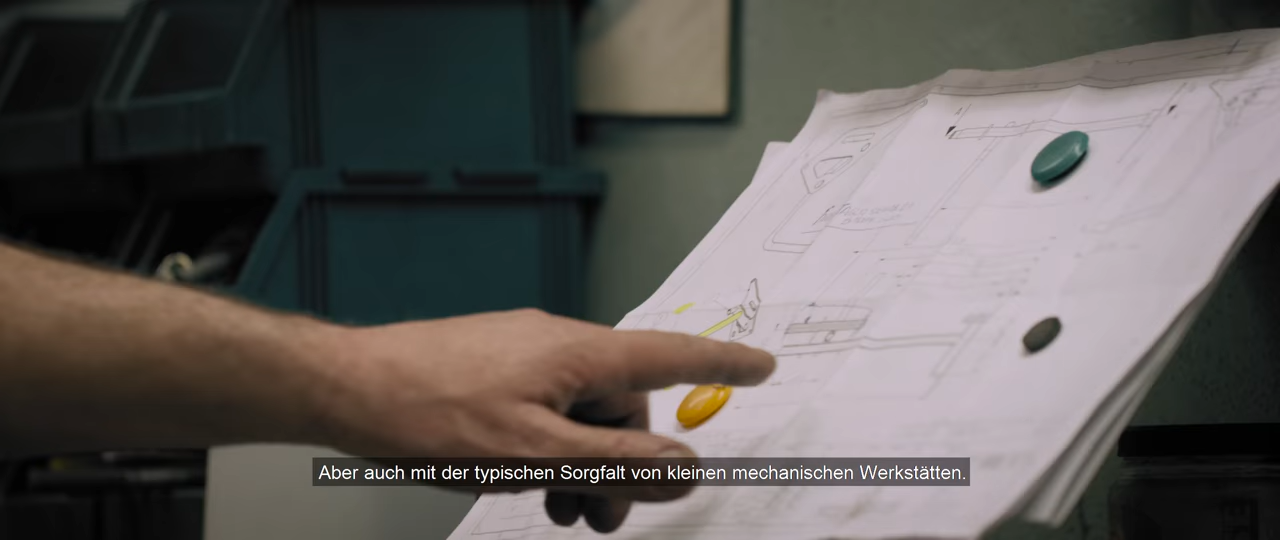 Aber auch mit der typischen Sorgfalt von kleinen mechanischen Werkstätten.